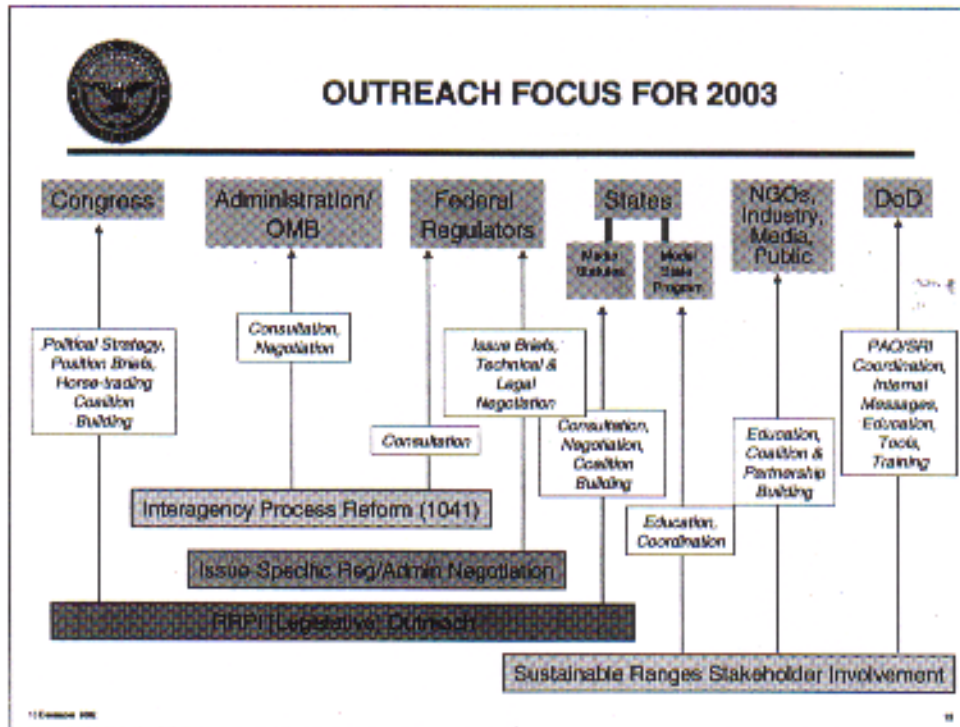 OUTREACH FOCUS FOR 2003
Congress
Administration/
OMB
Federal
Regulators
States
NGOs,
Industry,
Media,
Public
DoD
Model
State
Program
Political Strategy,
Position Briefs,
Horse-trading
Coalition
Building
Consultation,
Negotiation
Consultation
Issue Briefs,
Technical &
Legal
Negotiation
Consultation,
Negotiation,
Coalition
Building
Education,
Coordination
Education,
Coalition &
Partnership
Building
PAO/SRI
Coordination,
Internal
Messages,
Education,
Tools,
Training
Interagency Process Reform (1041)
Issue Specific Reg/Admin Negotiation
RRPI Legislative Outreach
Sustainable Ranges Stakeholder Involvement